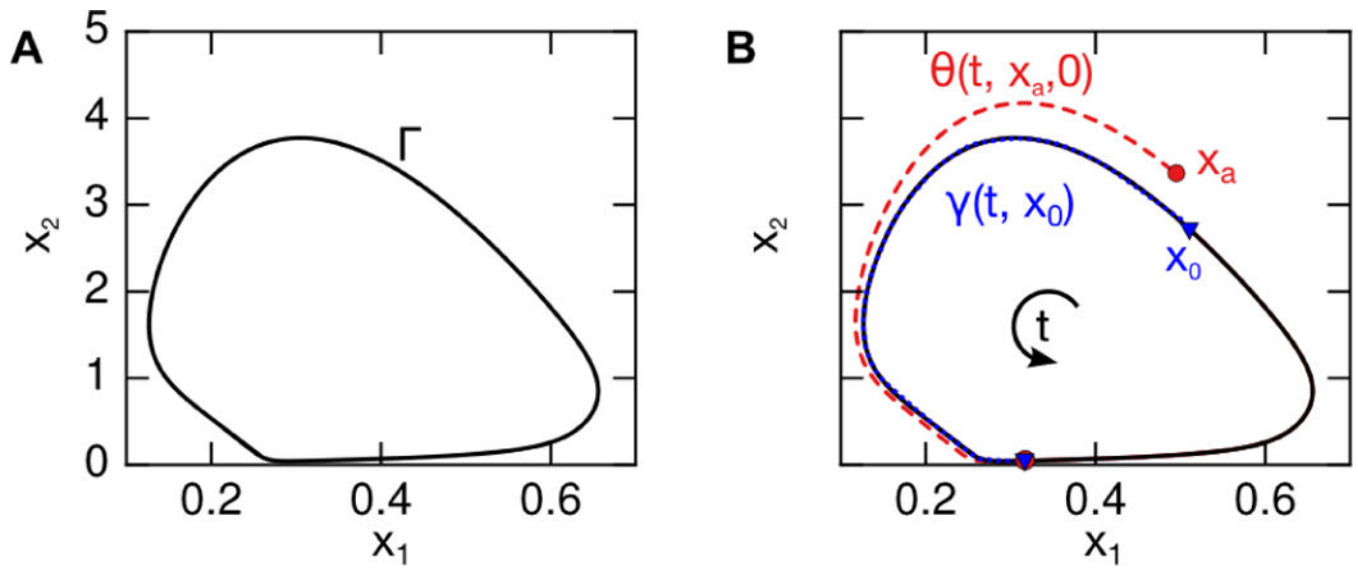 A
5
4
3
2
1
0
0.2 0.4 0.6
x₁
x₂
Γ
B
θ(t, xₐ,0)
xₐ
γ(t, x₀)
x₀
t
0.2 0.4 0.6
x₁
x₂